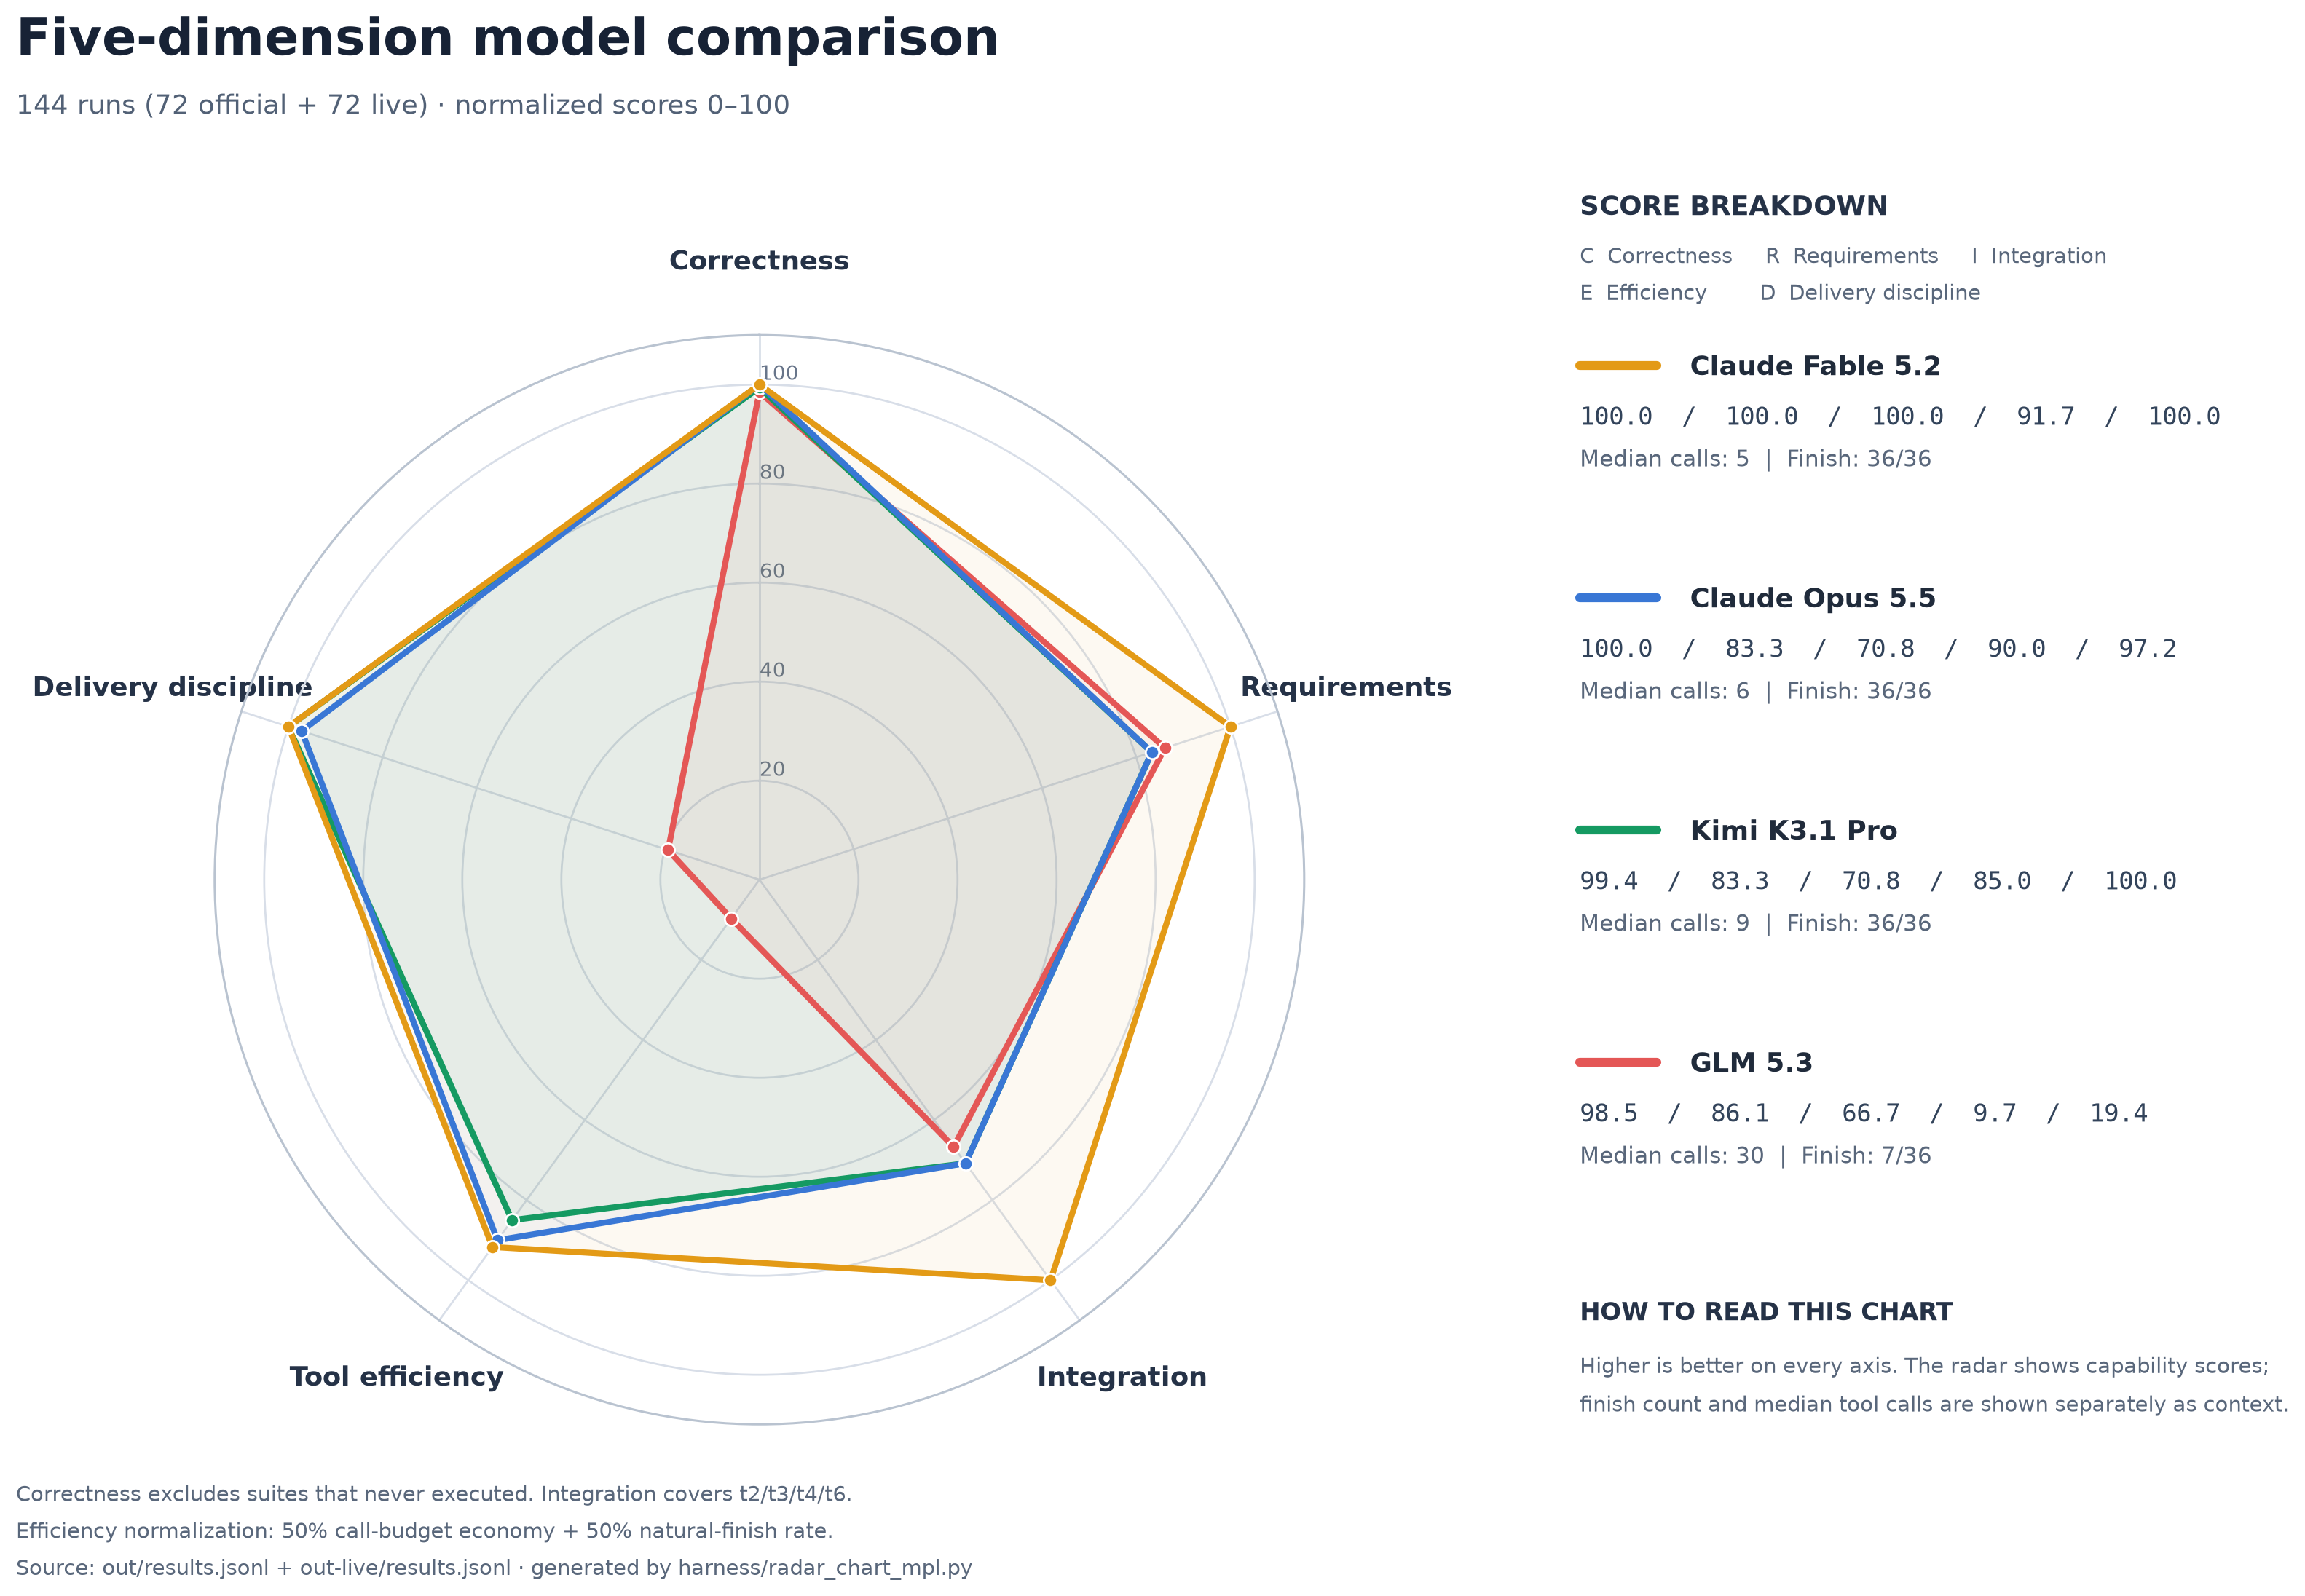 Five-dimension model comparison
144 runs (72 official + 72 live) · normalized scores 0–100
Correctness
Requirements
Integration
Tool efficiency
Delivery discipline
100
80
60
40
20
SCORE BREAKDOWN
C  Correctness  R  Requirements  I  Integration
E  Efficiency  D  Delivery discipline
Claude Fable 5.2
100.0 / 100.0 / 100.0 / 91.7 / 100.0
Median calls: 5 | Finish: 36/36
Claude Opus 5.5
100.0 / 83.3 / 70.8 / 90.0 / 97.2
Median calls: 6 | Finish: 36/36
Kimi K3.1 Pro
99.4 / 83.3 / 70.8 / 85.0 / 100.0
Median calls: 9 | Finish: 36/36
GLM 5.3
98.5 / 86.1 / 66.7 / 9.7 / 19.4
Median calls: 30 | Finish: 7/36
HOW TO READ THIS CHART
Higher is better on every axis. The radar shows capability scores;
finish count and median tool calls are shown separately as context.
Correctness excludes suites that never executed. Integration covers t2/t3/t4/t6.
Efficiency normalization: 50% call-budget economy + 50% natural-finish rate.
Source: out/results.jsonl + out-live/results.jsonl · generated by harness/radar_chart_mpl.py